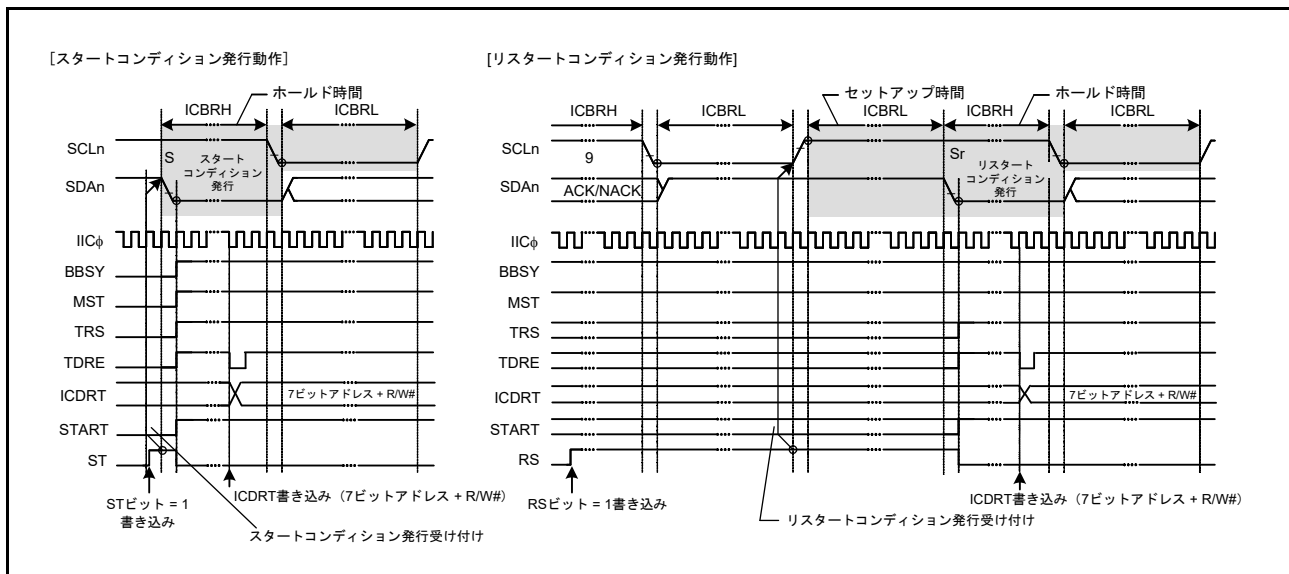 ［スタートコンディション発行動作］
ホールド時間
ICBRH
ICBRL
SCLn
S
スタート
コンディション
発行
SDAn
IICϕ
BBSY
MST
TRS
TDRE
ICDRT
7ビットアドレス + R/W#
START
ST
STビット = 1
書き込み
ICDRT書き込み（7ビットアドレス + R/W#）
スタートコンディション発行受け付け
[リスタートコンディション発行動作]
セットアップ時間
ホールド時間
ICBRH
ICBRL
ICBRL
ICBRH
ICBRL
SCLn
9
Sr
リスタート
コンディション
発行
SDAn
ACK/NACK
IICϕ
BBSY
MST
TRS
TDRE
ICDRT
7ビットアドレス + R/W#
START
RS
RSビット = 1書き込み
ICDRT書き込み（7ビットアドレス + R/W#）
リスタートコンディション発行受け付け